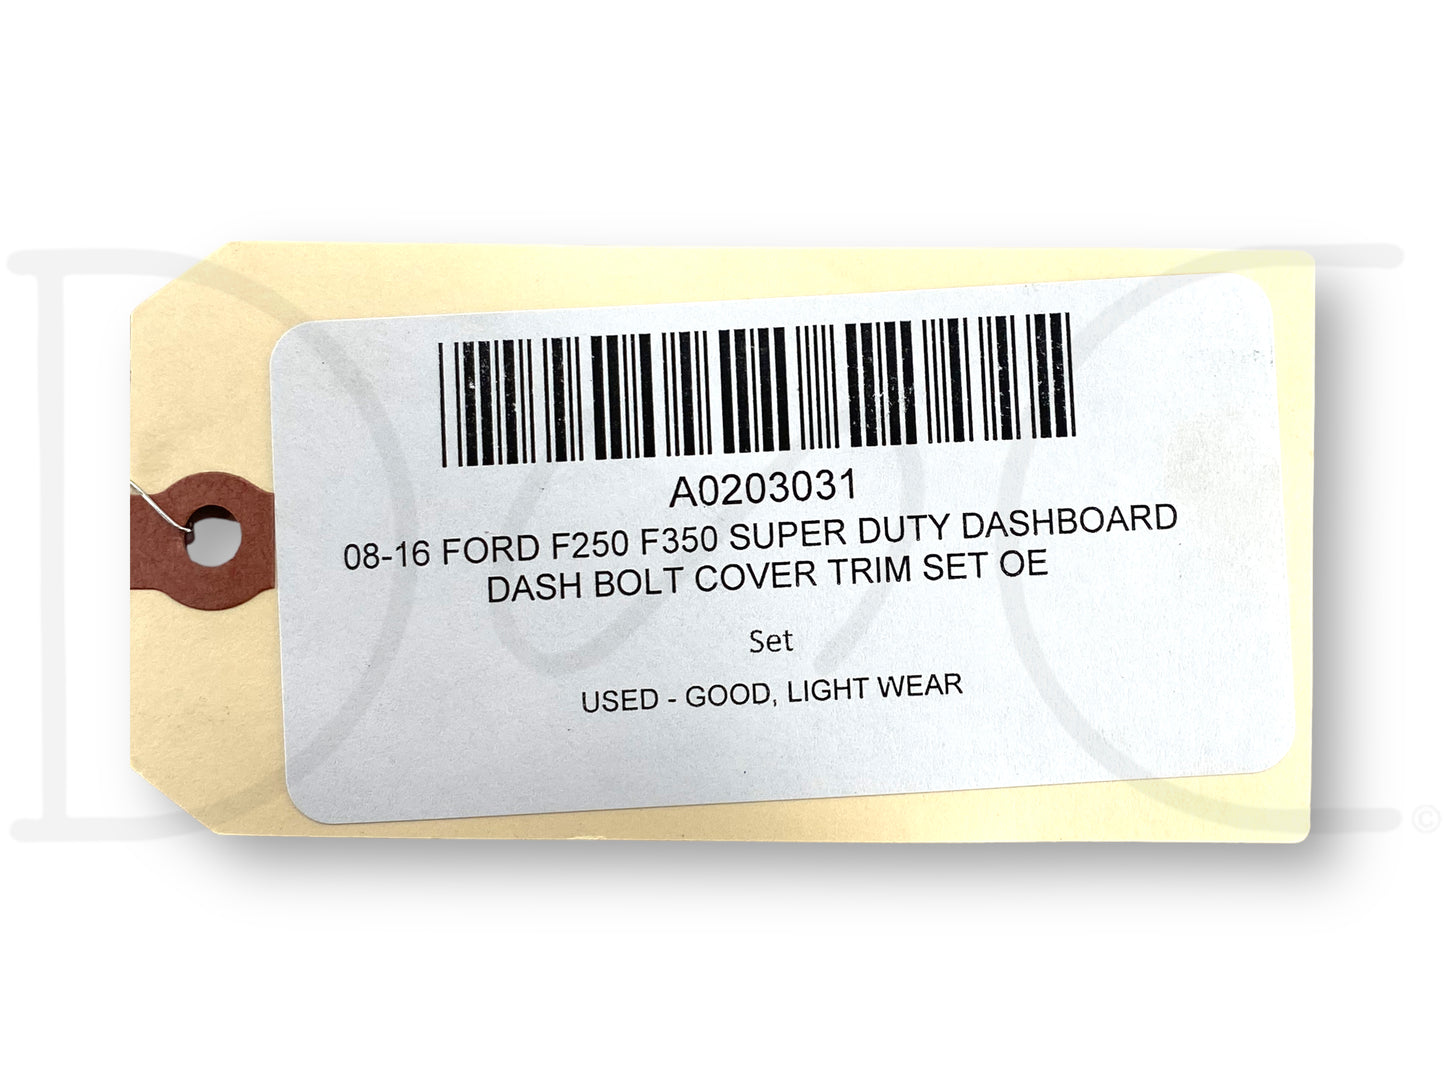 A0203031
08-16 FORD F250 F350 SUPER DUTY DASHBOARD
DASH BOLT COVER TRIM SET OE
Set
USED - GOOD, LIGHT WEAR
©